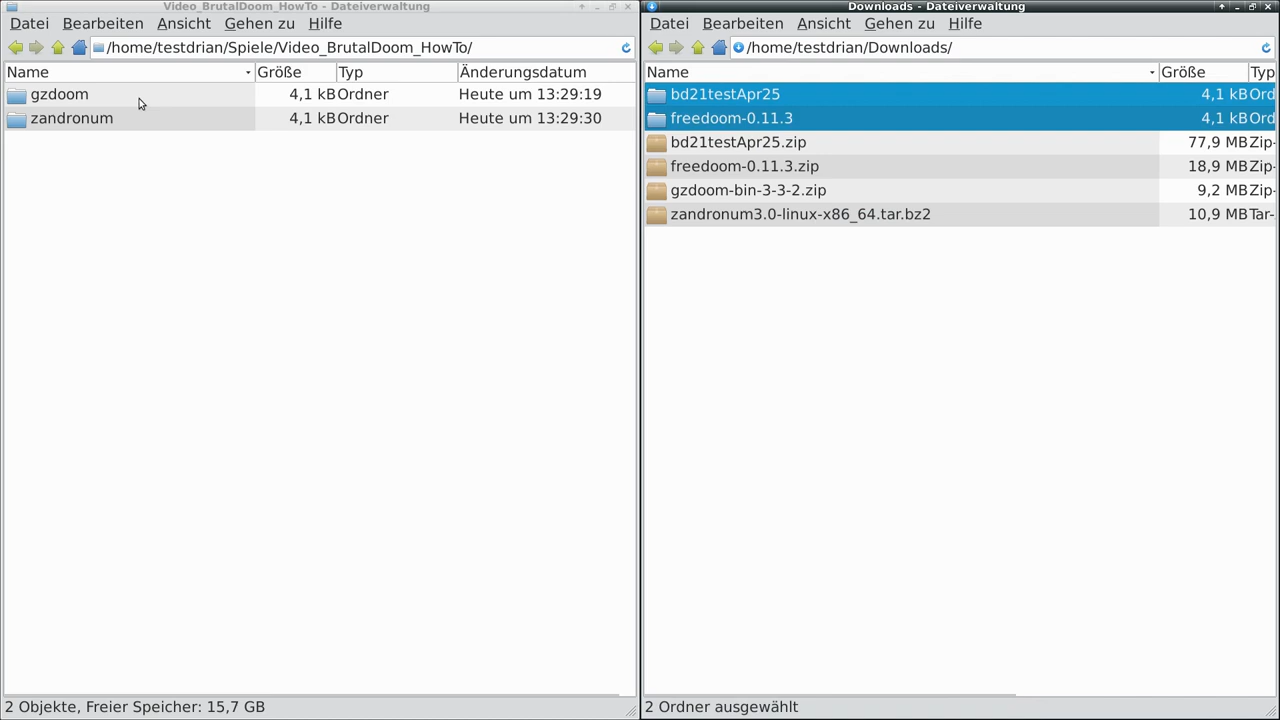 Video_BrutalDoom_HowTo - Dateiverwaltung
Datei Bearbeiten Ansicht Gehen zu Hilfe
/home/testdrian/Spiele/Video_BrutalDoom_HowTo/
Name Größe Typ Änderungsdatum
gzdoom 4,1 kB Ordner Heute um 13:29:19
zandronum 4,1 kB Ordner Heute um 13:29:30
2 Objekte, Freier Speicher: 15,7 GB
Downloads - Dateiverwaltung
Datei Bearbeiten Ansicht Gehen zu Hilfe
/home/testdrian/Downloads/
Name Größe Typ
bd21testApr25 4,1 kB Ord
freedoom-0.11.3 4,1 kB Ord
bd21testApr25.zip 77,9 MB Zip-
freedoom-0.11.3.zip 18,9 MB Zip-
gzdoom-bin-3-3-2.zip 9,2 MB Zip-
zandronum3.0-linux-x86_64.tar.bz2 10,9 MB Tar-
2 Ordner ausgewählt